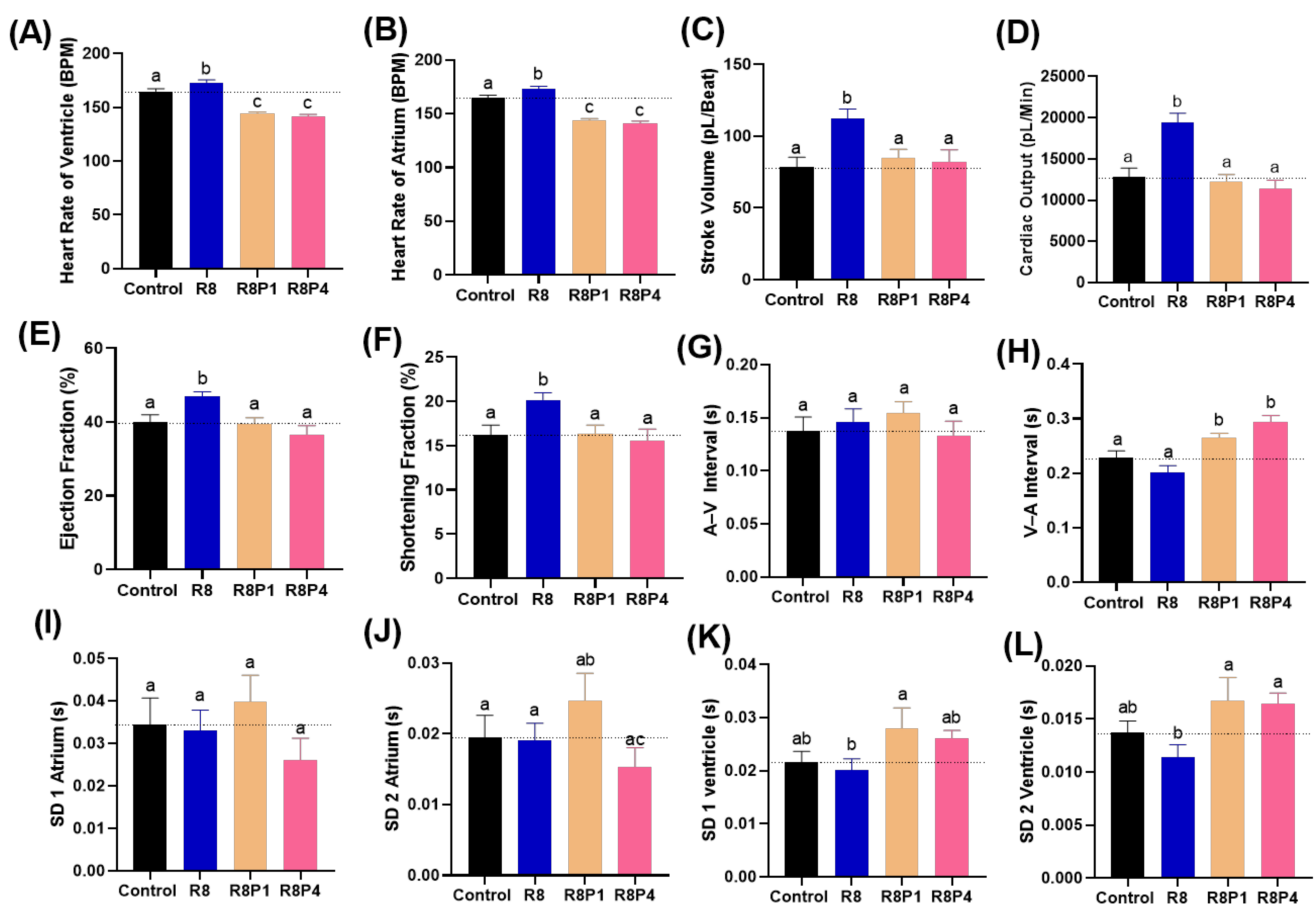 (A)
Heart Rate of Ventricle (BPM)
200
150
100
50
0
a
b
c
c
Control R8 R8P1 R8P4
(B)
Heart Rate of Atrium (BPM)
200
150
100
50
0
a
b
c
c
Control R8 R8P1 R8P4
(C)
Stroke Volume (pL/Beat)
150
100
50
0
a
b
a
a
Control R8 R8P1 R8P4
(D)
Cardiac Output (pL/Min)
25000
20000
15000
10000
5000
0
a
b
a
a
Control R8 R8P1 R8P4
(E)
Ejection Fraction (%)
60
40
20
0
a
b
a
a
Control R8 R8P1 R8P4
(F)
Shortening Fraction (%)
25
20
15
10
5
0
a
b
a
a
Control R8 R8P1 R8P4
(G)
A–V Interval (s)
0.20
0.15
0.10
0.05
0.00
a
a
a
a
Control R8 R8P1 R8P4
(H)
V–A Interval (s)
0.4
0.3
0.2
0.1
0.0
a
a
b
b
Control R8 R8P1 R8P4
(I)
SD 1 Atrium (s)
0.05
0.04
0.03
0.02
0.01
0.00
a
a
a
a
Control R8 R8P1 R8P4
(J)
SD 2 Atrium (s)
0.03
0.02
0.01
0.00
a
a
ab
ac
Control R8 R8P1 R8P4
(K)
SD 1 ventricle (s)
0.04
0.03
0.02
0.01
0.00
ab
b
a
ab
Control R8 R8P1 R8P4
(L)
SD 2 Ventricle (s)
0.020
0.015
0.010
0.005
0.000
ab
b
a
a
Control R8 R8P1 R8P4